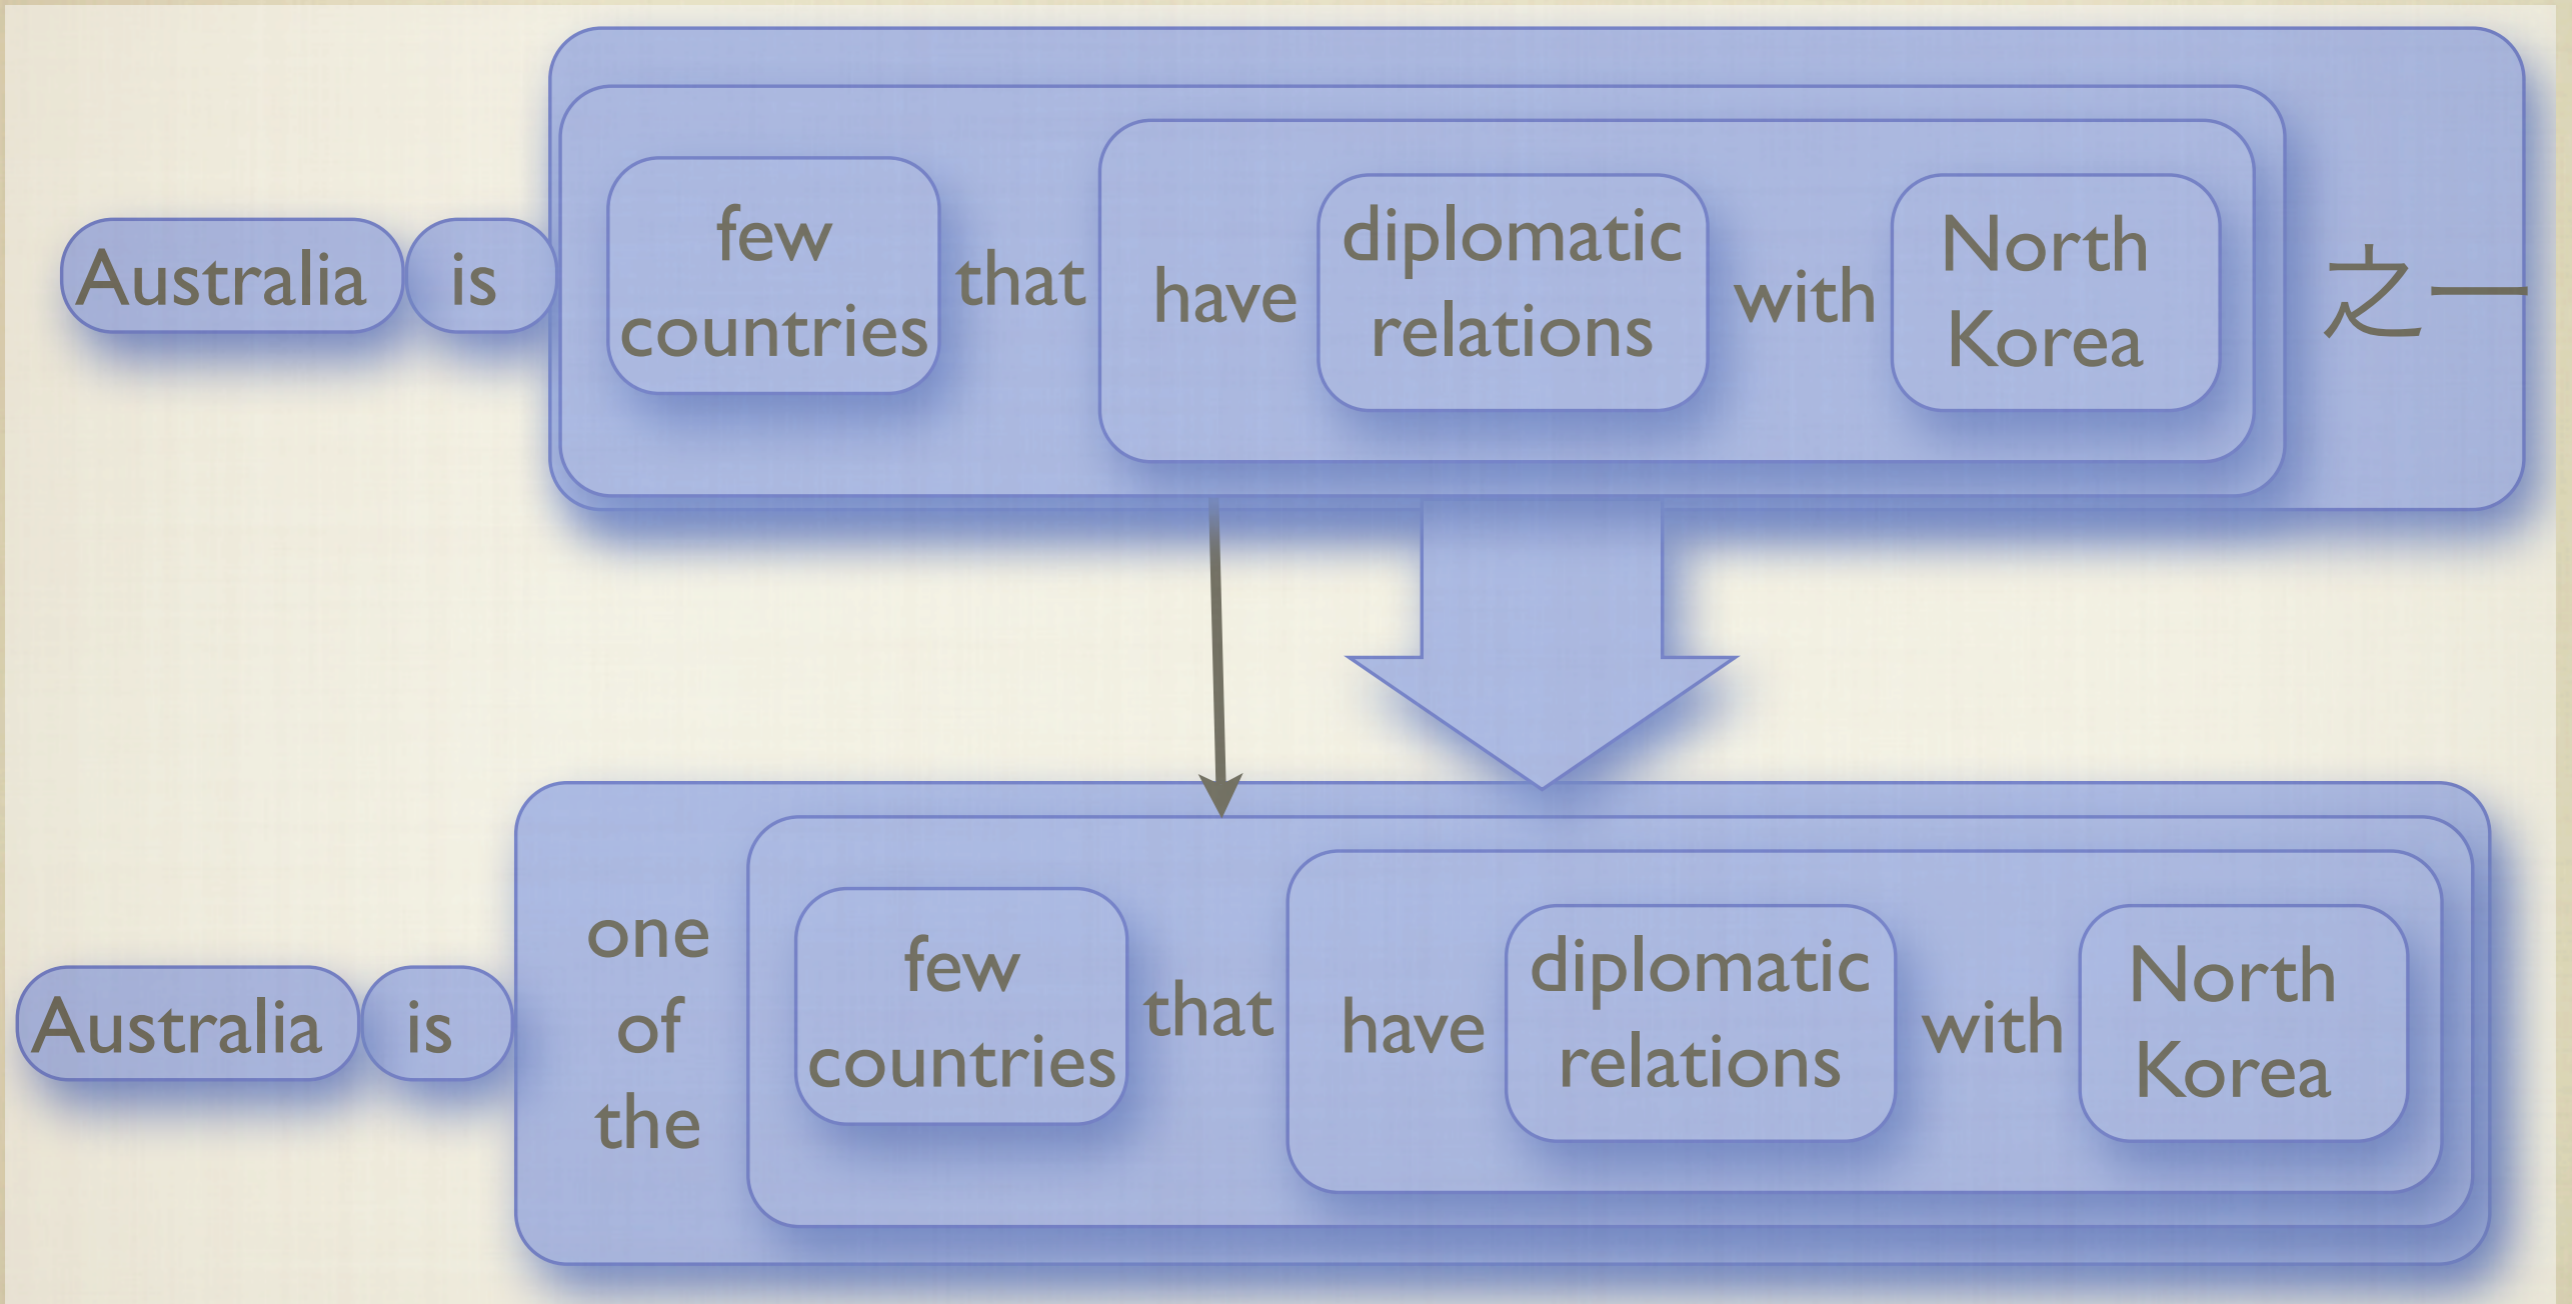 Australia is few countries that have diplomatic relations with North Korea 之一
Australia is one of the few countries that have diplomatic relations with North Korea